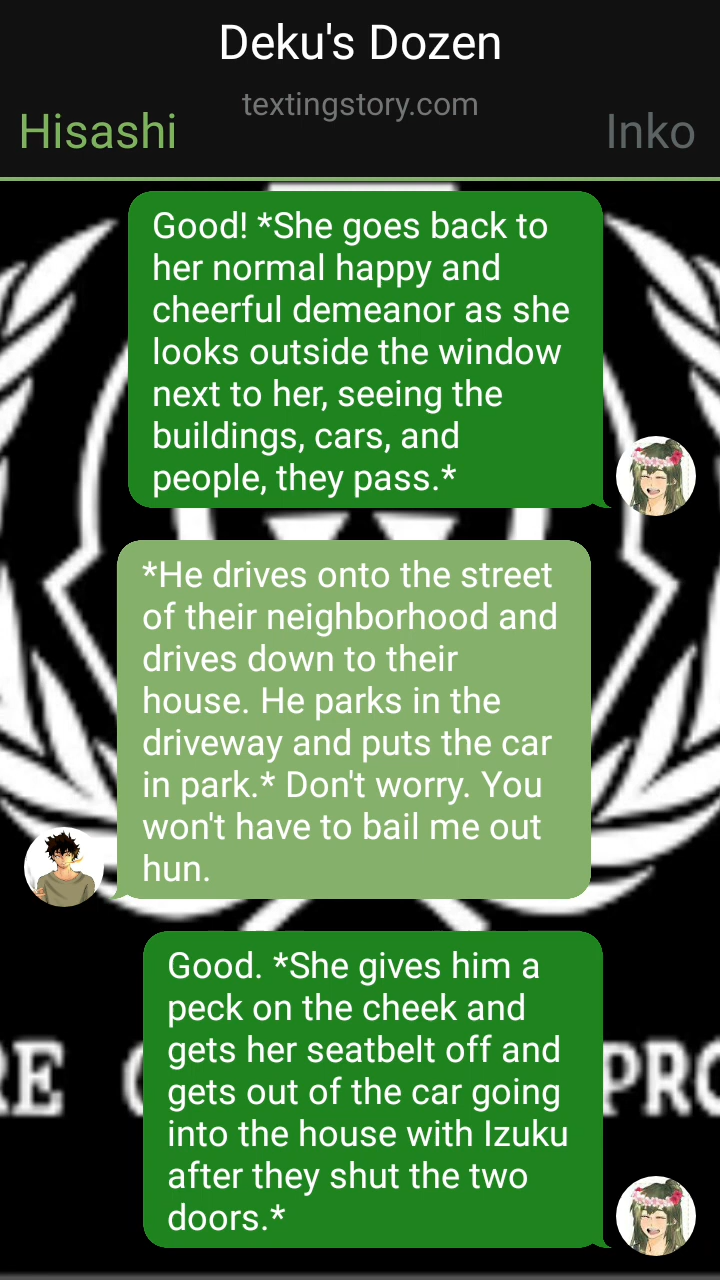 Deku's Dozen
textingstory.com
Hisashi
Inko
Good! *She goes back to
her normal happy and
cheerful demeanor as she
looks outside the window
next to her, seeing the
buildings, cars, and
people, they pass.*
*He drives onto the street
of their neighborhood and
drives down to their
house. He parks in the
driveway and puts the car
in park.* Don't worry. You
won't have to bail me out
hun.
Good. *She gives him a
peck on the cheek and
gets her seatbelt off and
gets out of the car going
into the house with Izuku
after they shut the two
doors.*